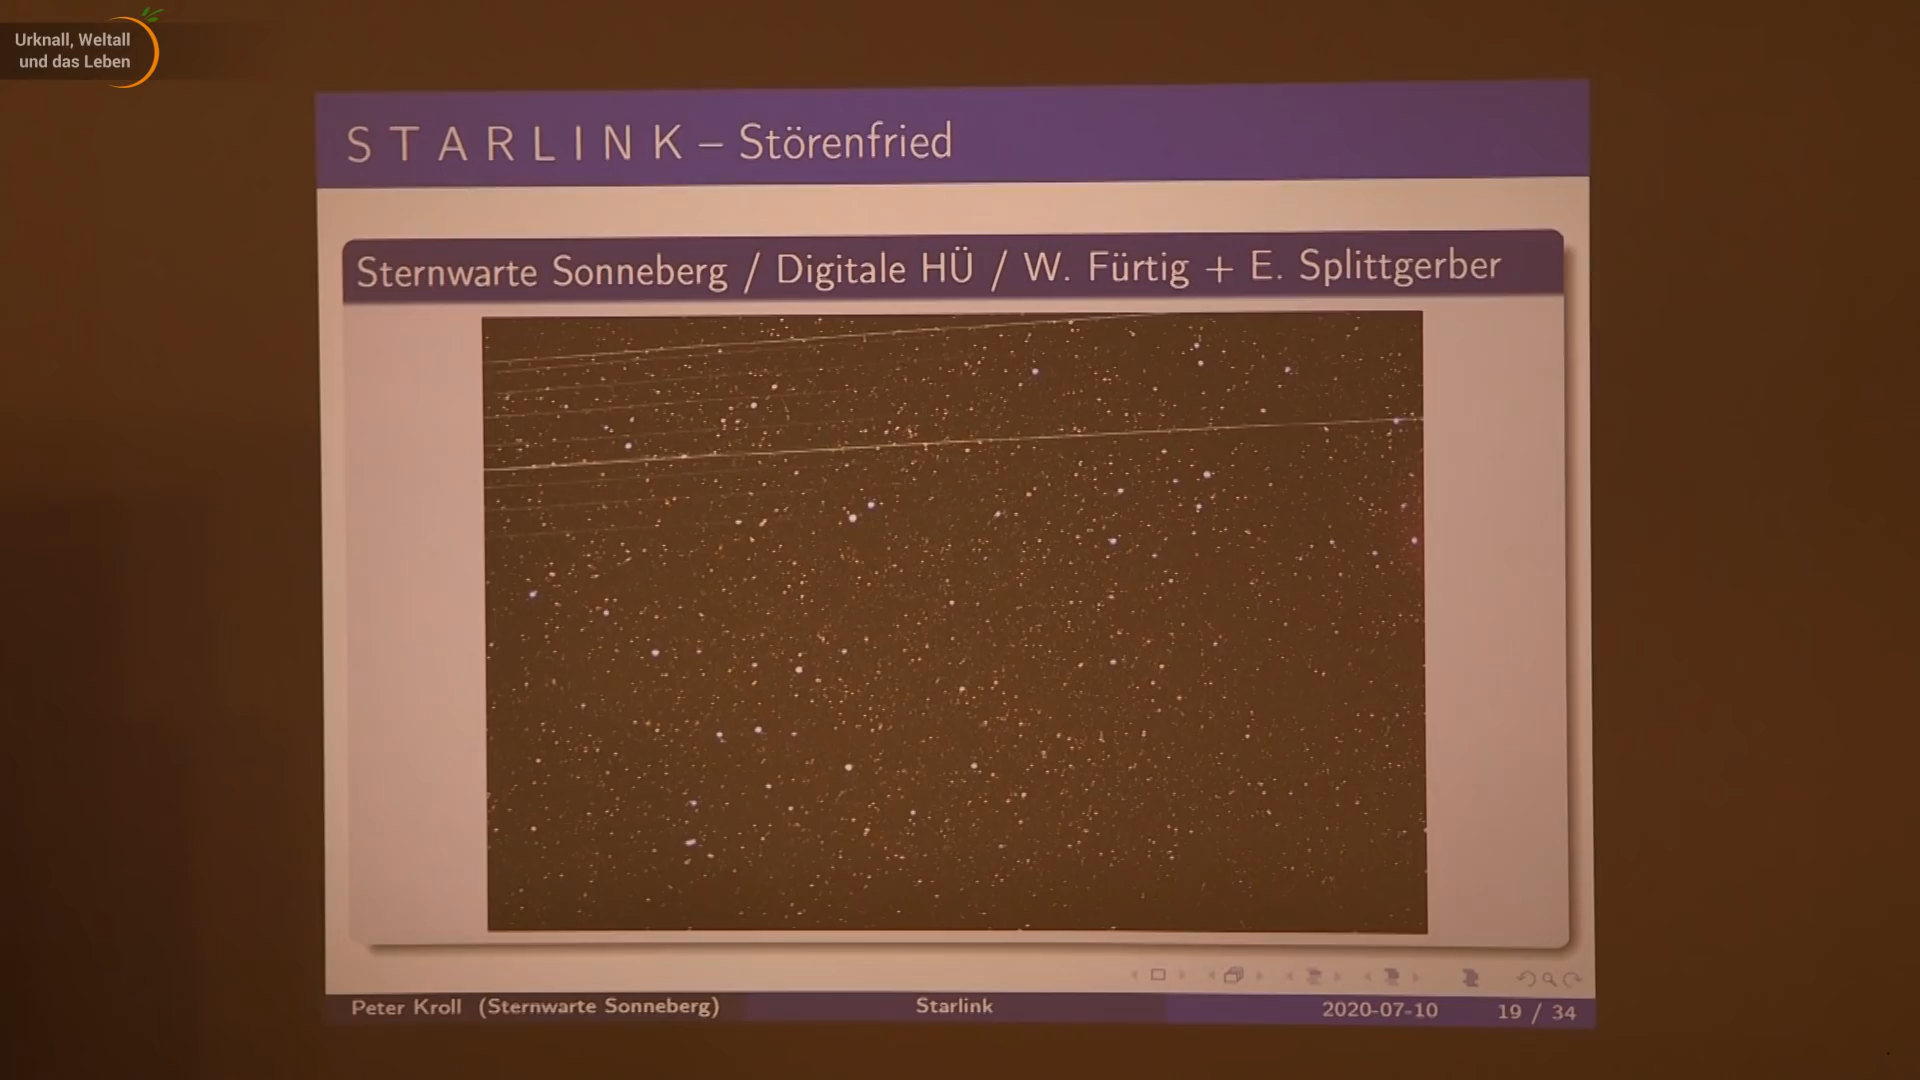 Urknall, Weltall
und das Leben
S T A R L I N K – Störenfried
Sternwarte Sonneberg / Digitale HÜ / W. Fürtig + E. Splittgerber
Peter Kroll (Sternwarte Sonneberg)
Starlink
2020-07-10
19 / 34